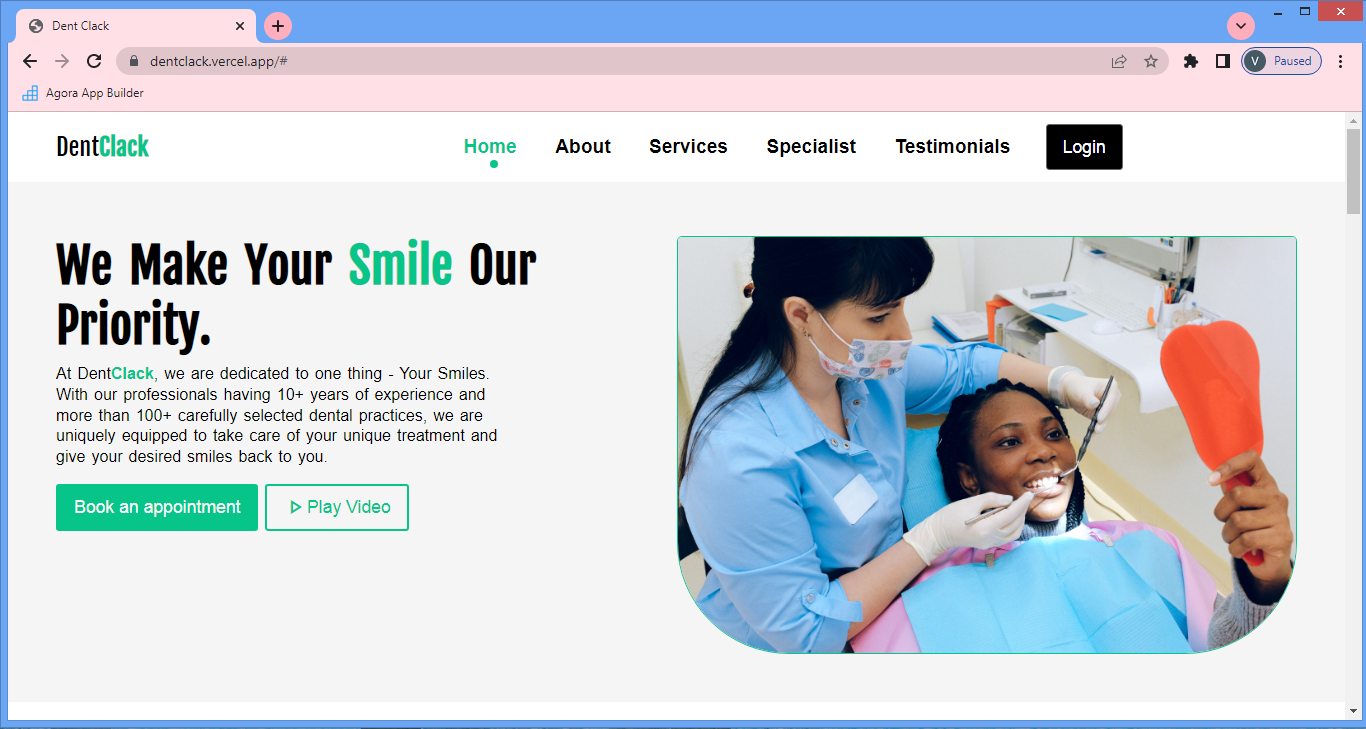 Dent Clack
dentclack.vercel.app/#
V Paused
Agora App Builder
DentClack
Home About Services Specialist Testimonials Login
We Make Your Smile Our
Priority.
At DentClack, we are dedicated to one thing - Your Smiles.
With our professionals having 10+ years of experience and
more than 100+ carefully selected dental practices, we are
uniquely equipped to take care of your unique treatment and
give your desired smiles back to you.
Book an appointment
Play Video